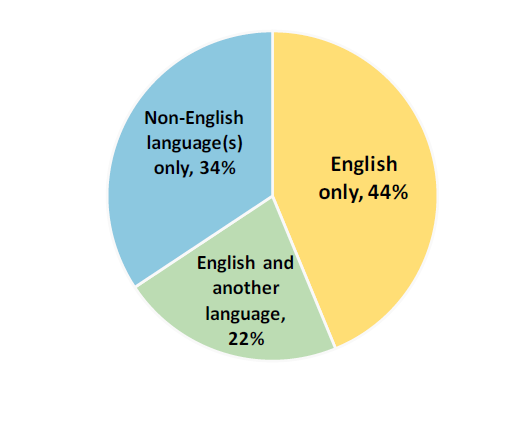 Non-English
language(s)
only, 34%
English
only, 44%
English and
another
language,
22%